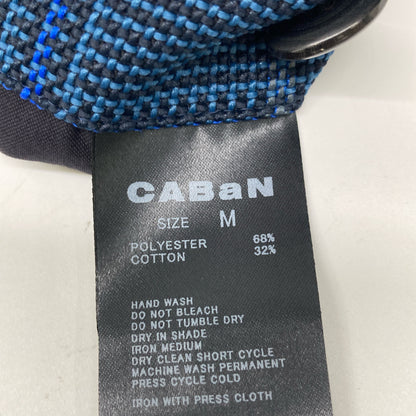 CABaN
SIZE M
POLYESTER 68%
COTTON 32%
HAND WASH
DO NOT BLEACH
DO NOT TUMBLE DRY
DRY IN SHADE
IRON MEDIUM
DRY CLEAN SHORT CYCLE
MACHINE WASH PERMANENT
PRESS CYCLE COLD
IRON WITH PRESS CLOTH